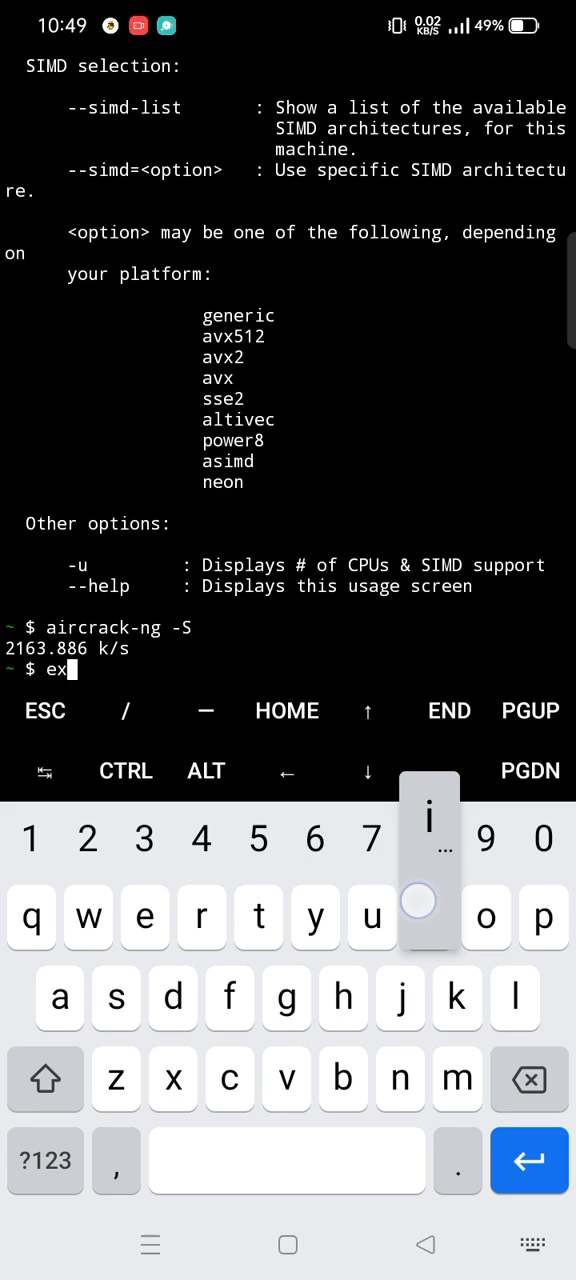 10:49 0.02 KB/S 49%
SIMD selection:
--simd-list : Show a list of the available
SIMD architectures, for this
machine.
--simd=<option> : Use specific SIMD architectu
re.
<option> may be one of the following, depending
on
your platform:
generic
avx512
avx2
avx
sse2
altivec
power8
asimd
neon
Other options:
-u : Displays # of CPUs & SIMD support
--help : Displays this usage screen
~ $ aircrack-ng -S
2163.886 k/s
~ $ ex
ESC / — HOME ↑ END PGUP
↹ CTRL ALT ← ↓ PGDN
i ...
1 2 3 4 5 6 7 9 0
q w e r t y u o p
a s d f g h j k l
z x c v b n m
?123 , .